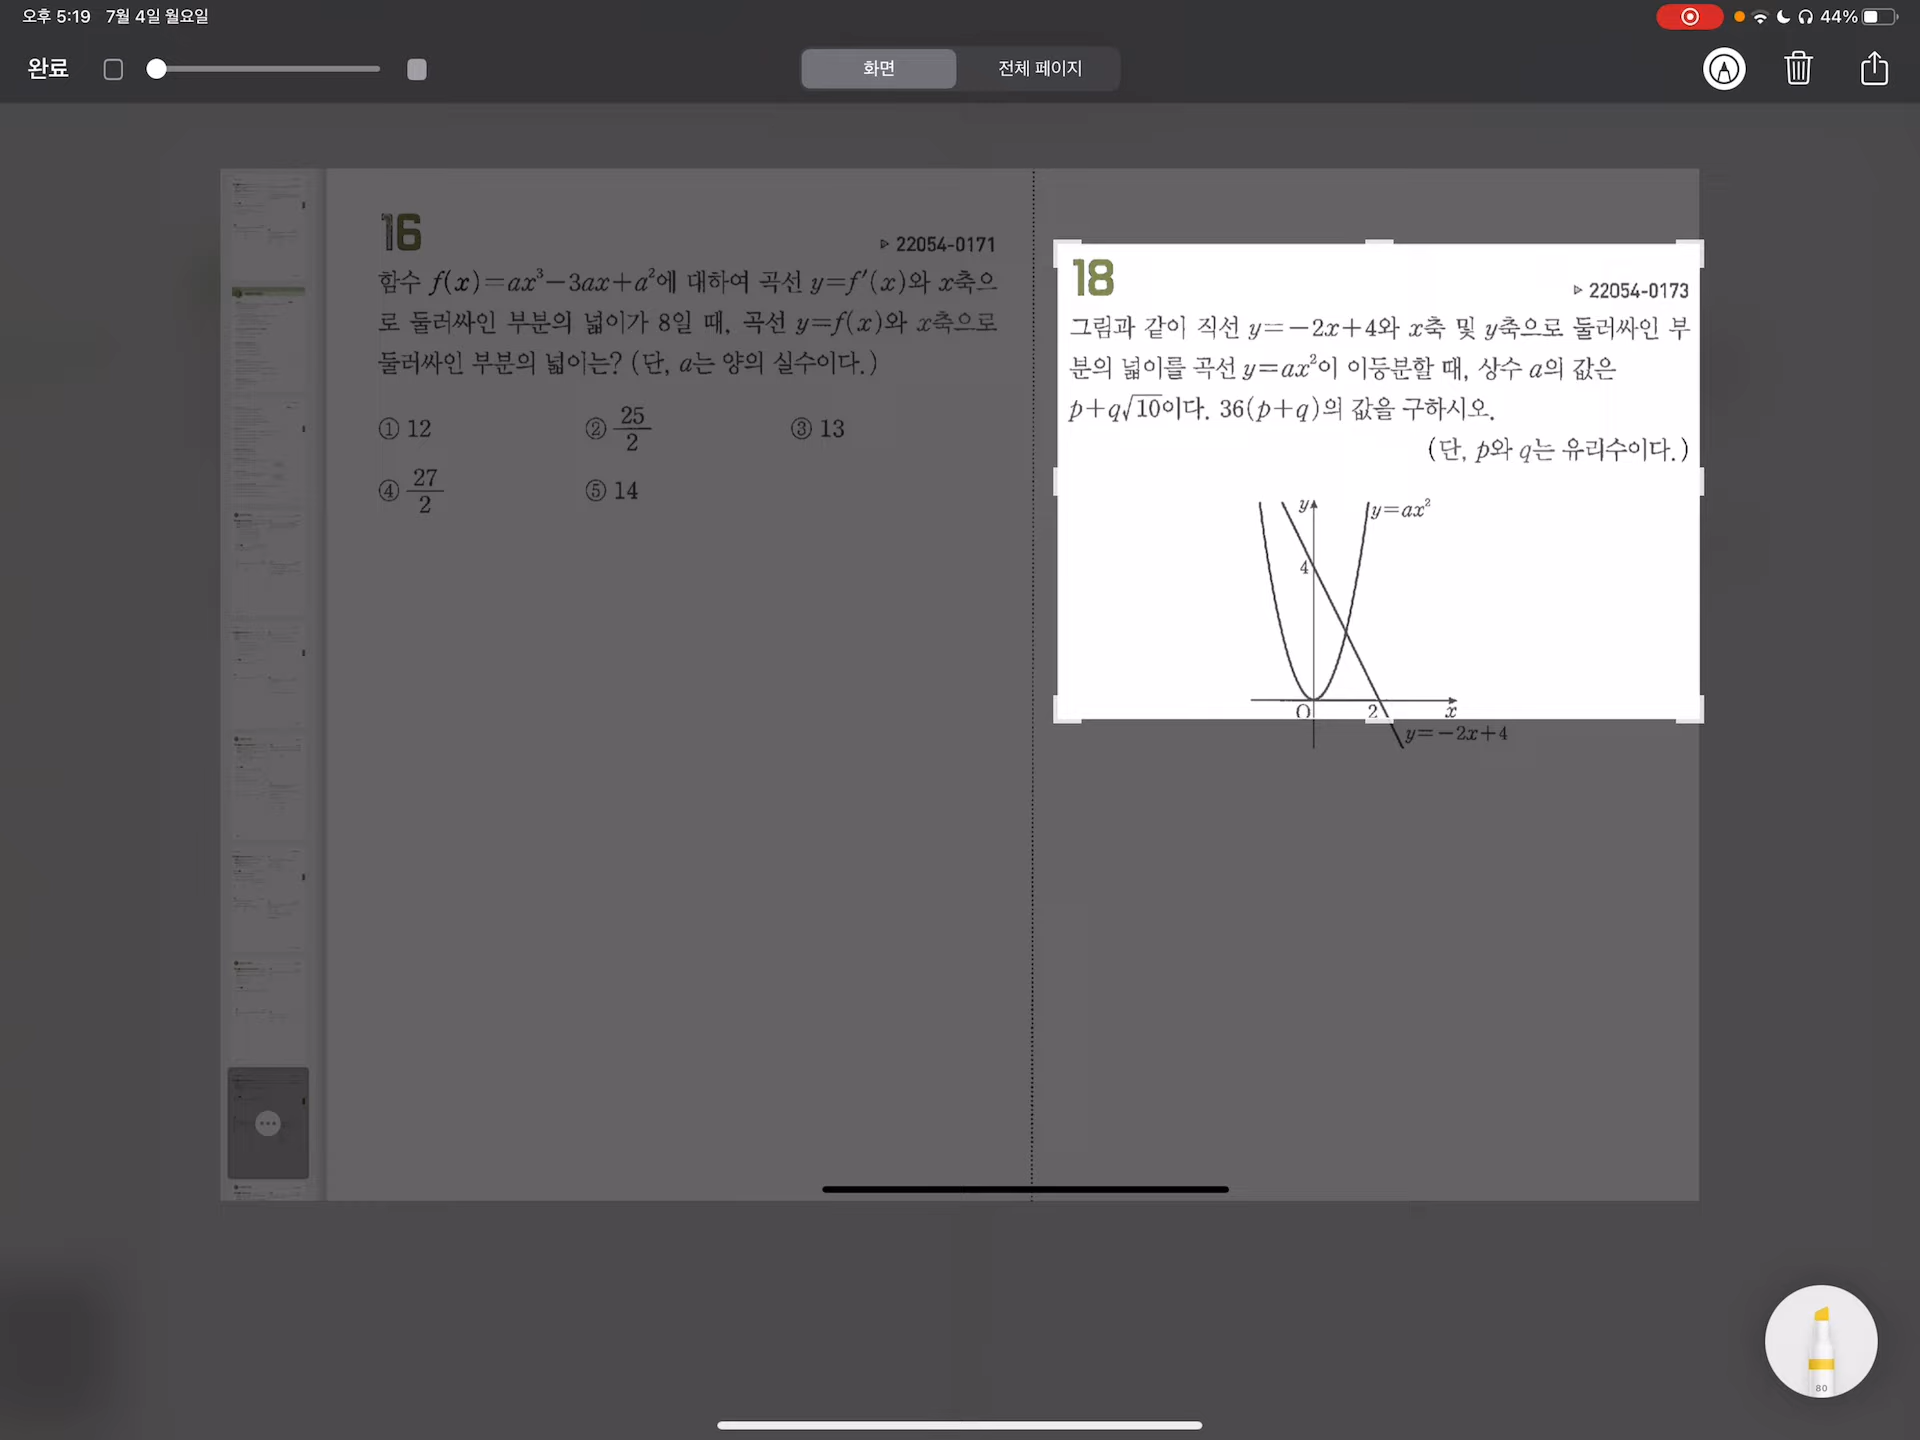 오후 5:19 7월 4일 월요일
44%
완료
화면
전체 페이지
16
▷ 22054-0171
함수 f(x)=ax³-3ax+a²에 대하여 곡선 y=f′(x)와 x축으
로 둘러싸인 부분의 넓이가 8일 때, 곡선 y=f(x)와 x축으로
둘러싸인 부분의 넓이는? (단, a는 양의 실수이다.)
① 12 ② 25/2 ③ 13
④ 27/2 ⑤ 14
18
▷ 22054-0173
그림과 같이 직선 y=-2x+4와 x축 및 y축으로 둘러싸인 부
분의 넓이를 곡선 y=ax²이 이등분할 때, 상수 a의 값은
p+q√10이다. 36(p+q)의 값을 구하시오.
(단, p와 q는 유리수이다.)
y
y=ax²
4
O
2
x
y=-2x+4
80